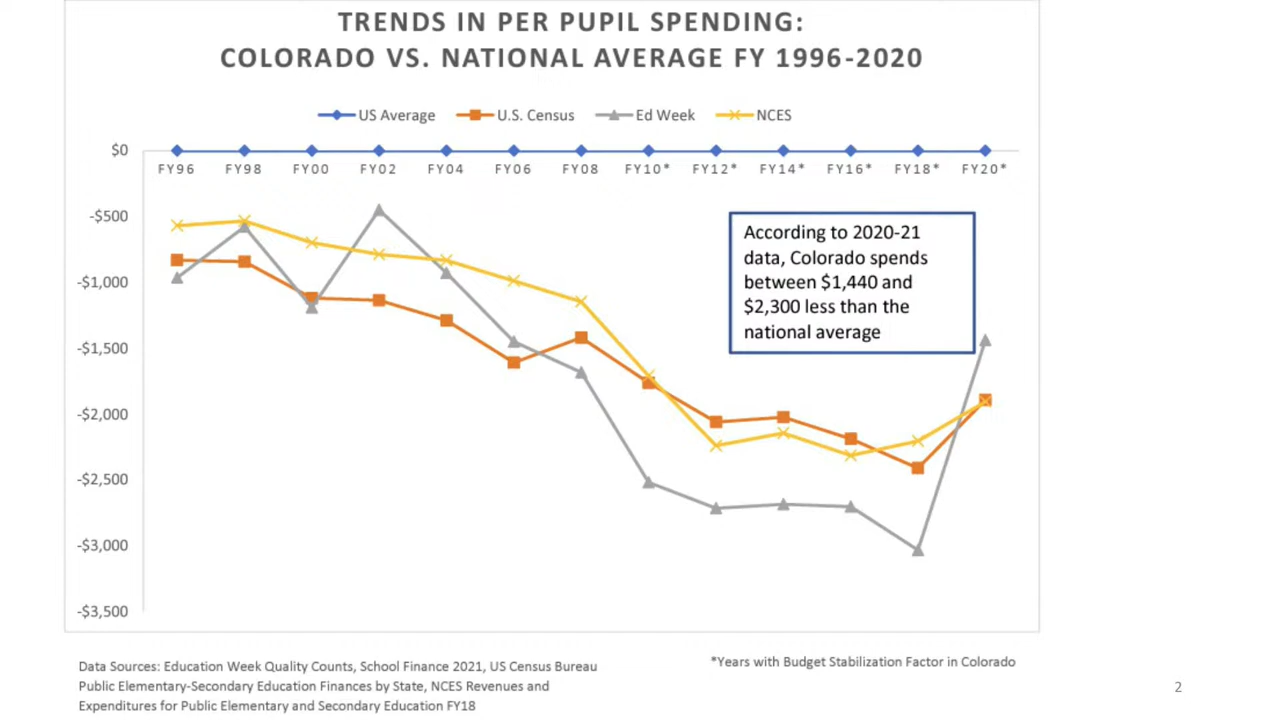 TRENDS IN PER PUPIL SPENDING:
COLORADO VS. NATIONAL AVERAGE FY 1996-2020
US Average U.S. Census Ed Week NCES
$0
FY96 FY98 FY00 FY02 FY04 FY06 FY08 FY10* FY12* FY14* FY16* FY18* FY20*
-$500
-$1,000
-$1,500
-$2,000
-$2,500
-$3,000
-$3,500
According to 2020-21
data, Colorado spends
between $1,440 and
$2,300 less than the
national average
Data Sources: Education Week Quality Counts, School Finance 2021, US Census Bureau
Public Elementary-Secondary Education Finances by State, NCES Revenues and
Expenditures for Public Elementary and Secondary Education FY18
*Years with Budget Stabilization Factor in Colorado
2